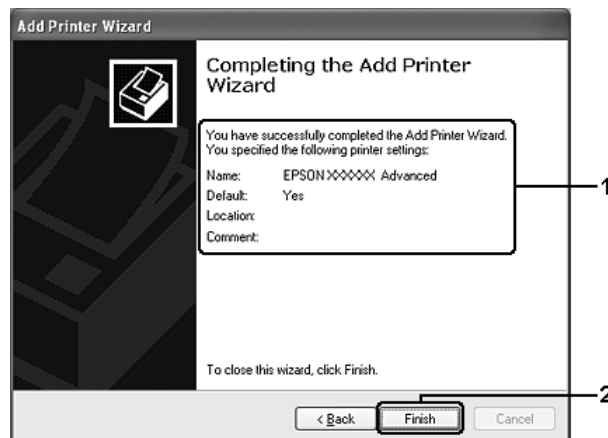 Add Printer Wizard
Completing the Add Printer
Wizard
You have successfully completed the Add Printer Wizard.
You specified the following printer settings:
Name: EPSON XXXXXX Advanced
Default: Yes
Location:
Comment:
1
To close this wizard, click Finish.
2
< Back Finish Cancel